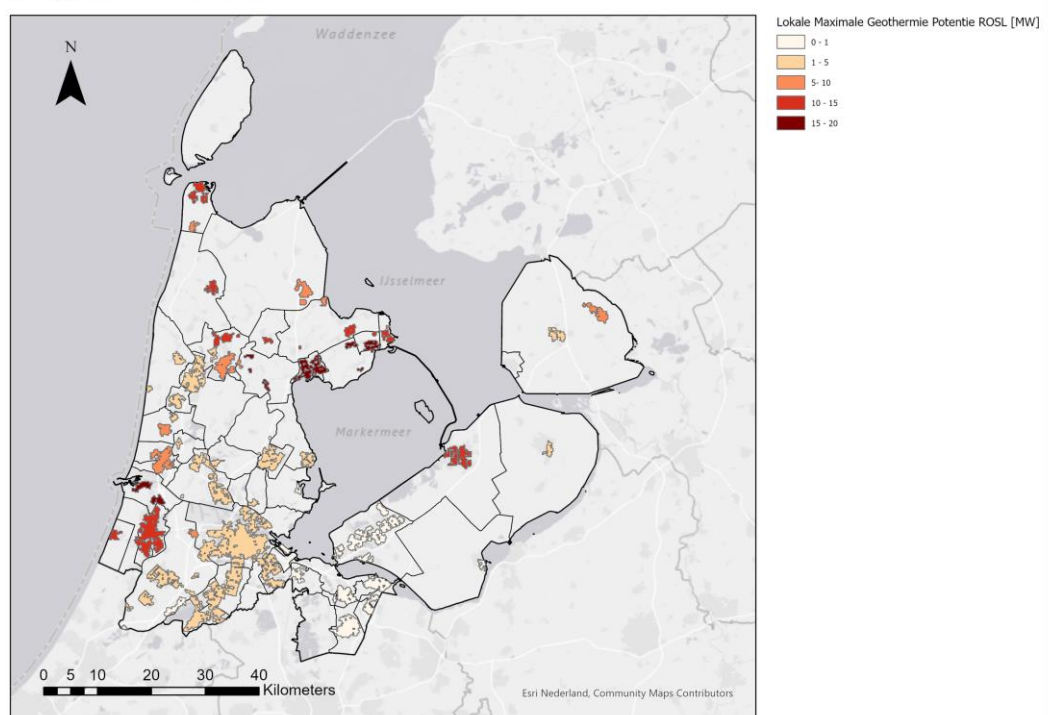 Lokale Maximale Geothermie Potentie ROSL [MW]
0 - 1
1 - 5
5- 10
10 - 15
15 - 20
Waddenzee
N
IJsselmeer
Markermeer
0 5 10 20 30 40
Kilometers
Esri Nederland, Community Maps Contributors